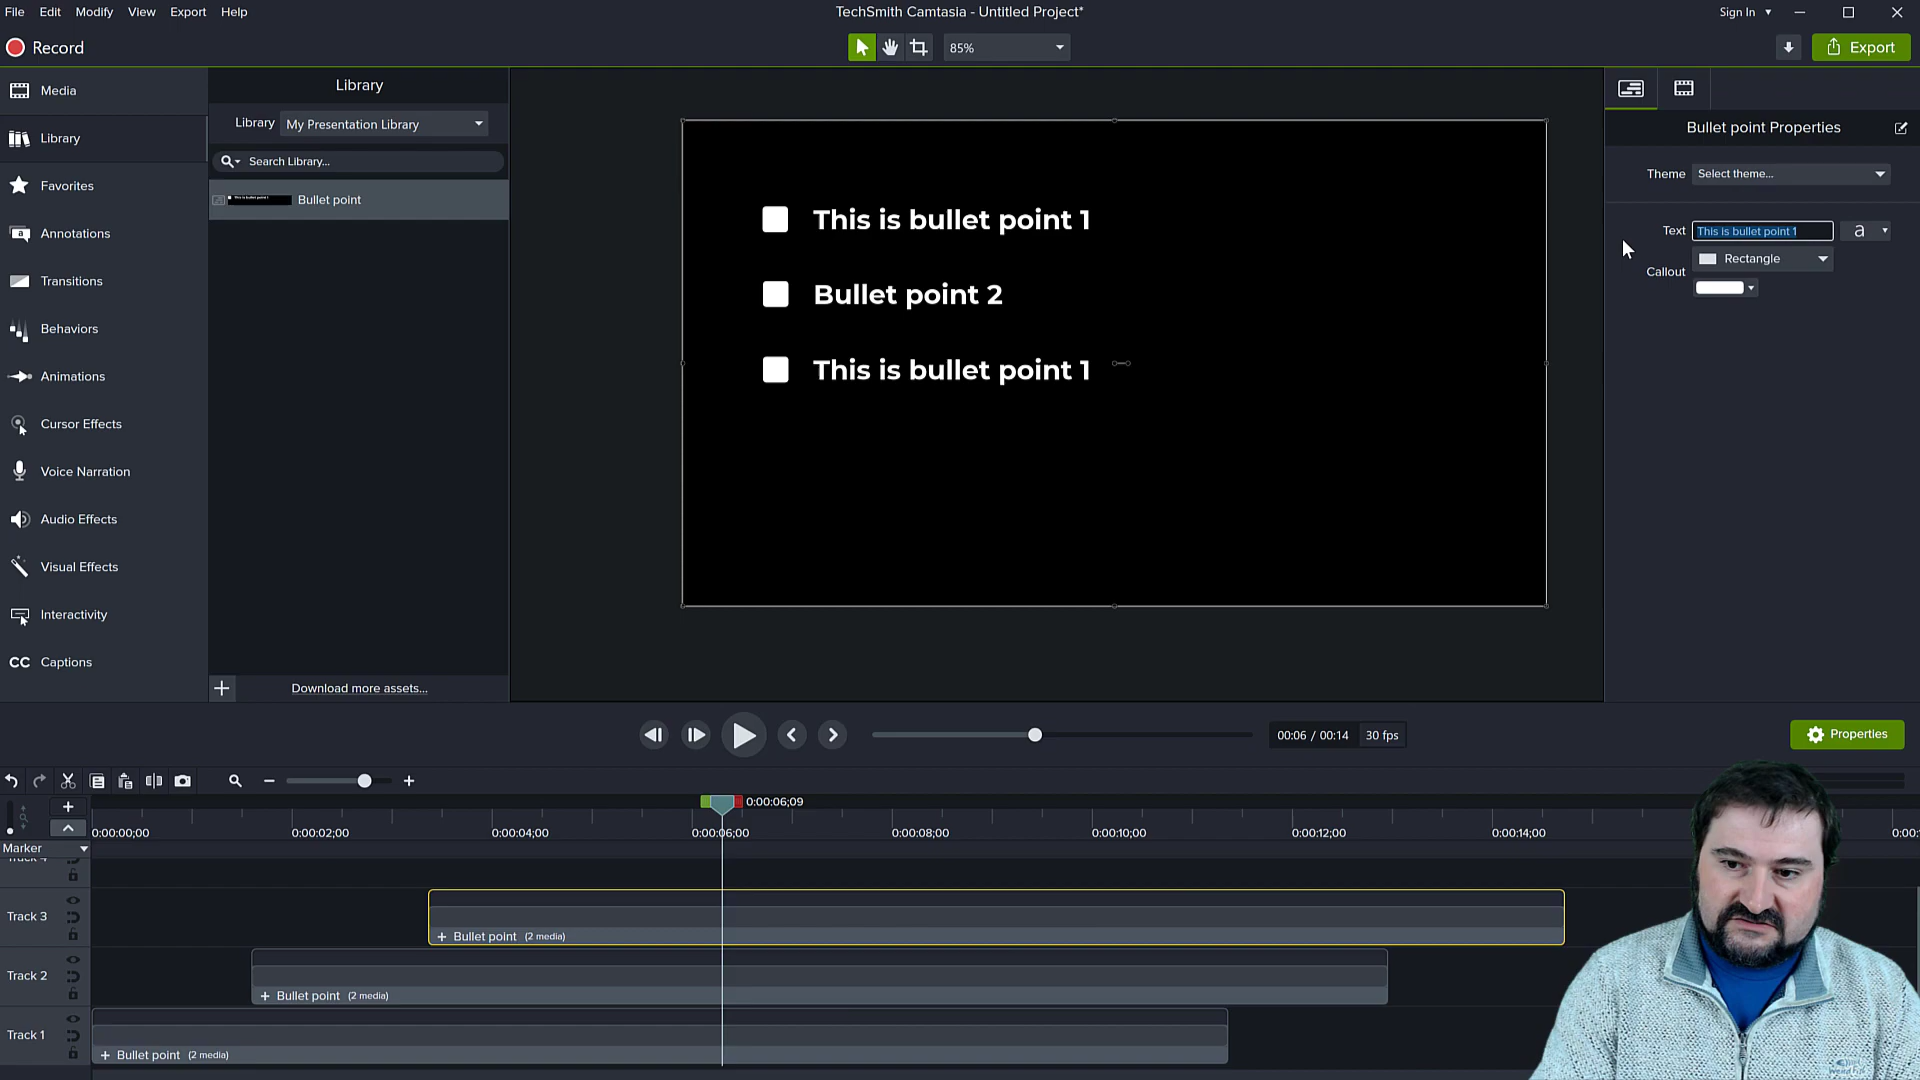 File Edit Modify View Export Help
TechSmith Camtasia - Untitled Project*
Sign In
Record
85%
Export
Media
Library
Favorites
Annotations
Transitions
Behaviors
Animations
Cursor Effects
Voice Narration
Audio Effects
Visual Effects
Interactivity
CC Captions
Library
Library My Presentation Library
Search Library...
Bullet point
Download more assets...
This is bullet point 1
Bullet point 2
This is bullet point 1
Bullet point Properties
Theme Select theme...
Text This is bullet point 1 a
Callout Rectangle
00:06 / 00:14 30 fps
Properties
0:00:06;09
0:00:00;00 0:00:02;00 0:00:04;00 0:00:06;00 0:00:08;00 0:00:10;00 0:00:12;00 0:00:14;00
Marker
Track 4
Track 3
+ Bullet point (2 media)
Track 2
+ Bullet point (2 media)
Track 1
+ Bullet point (2 media)